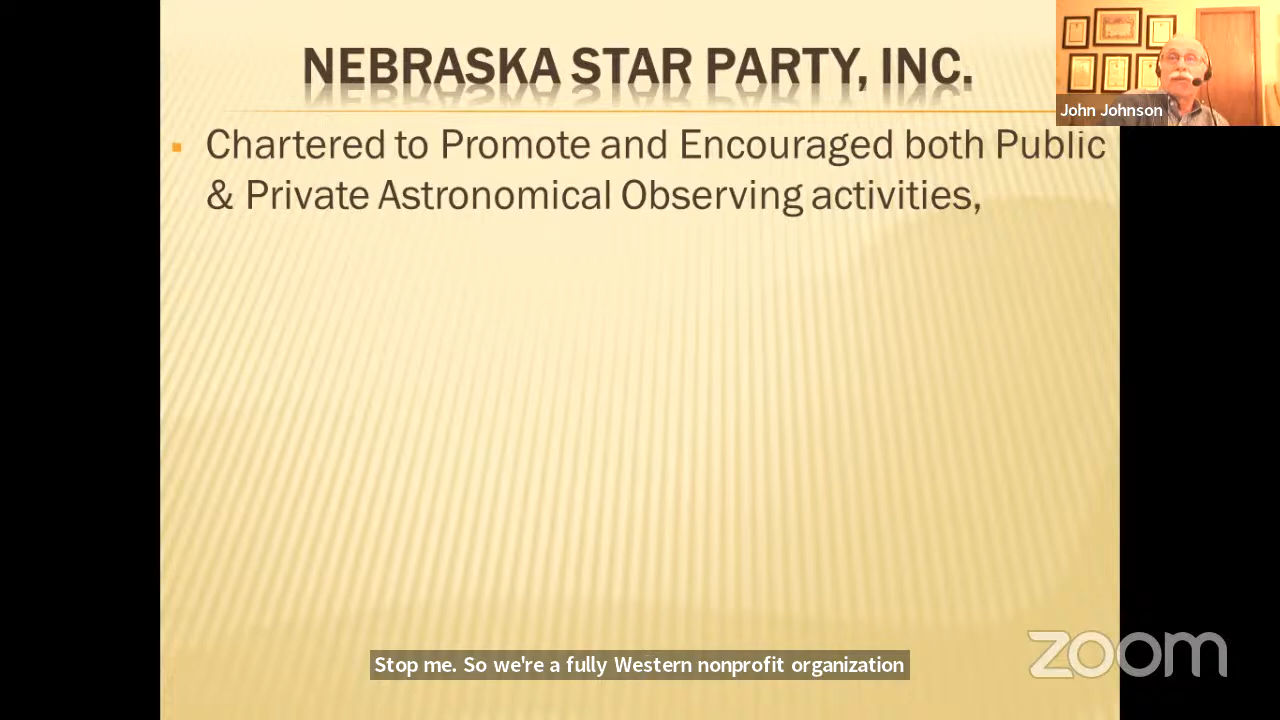 NEBRASKA STAR PARTY, INC.
John Johnson
Chartered to Promote and Encouraged both Public
& Private Astronomical Observing activities,
Stop me. So we're a fully Western nonprofit organization
zoom